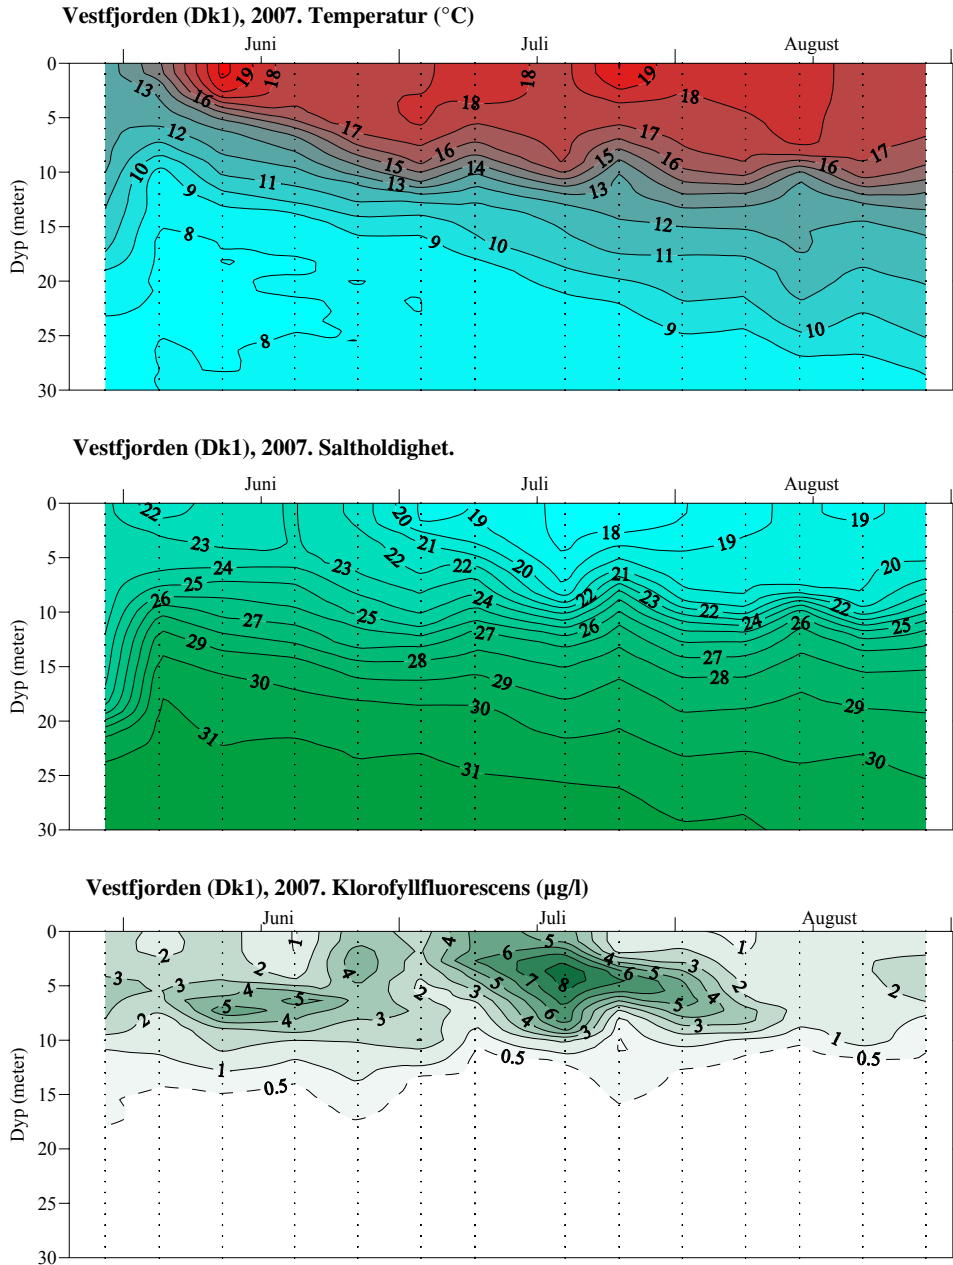 Vestfjorden (Dk1), 2007. Temperatur (°C)
Juni Juli August
0
5
10
15
20
25
30
Dyp (meter)
13 16 19 18 18 19 18
12 17 18 16 17 17
10 9 11 15 13 14 15 13 16 16
8 9 10 12 11
8 9 10
Vestfjorden (Dk1), 2007. Saltholdighet.
Juni Juli August
0
5
10
15
20
25
30
Dyp (meter)
22 20 19 18 19 19
23 21 22 20
24 23 22 21 20
25 26 27 25 24 22 23 22 24 22
29 28 27 26 27 26 25
30 29 28
31 30 29
31 30
Vestfjorden (Dk1), 2007. Klorofyllfluorescens (µg/l)
Juni Juli August
0
5
10
15
20
25
30
Dyp (meter)
2 1 4 5 1
3 3 2 4 6 4 3
4 5 5 2 3 5 7 8 6 5 2 2
2 4 3 4 6 3 5 4 3
1 0.5 0.5 1 0.5